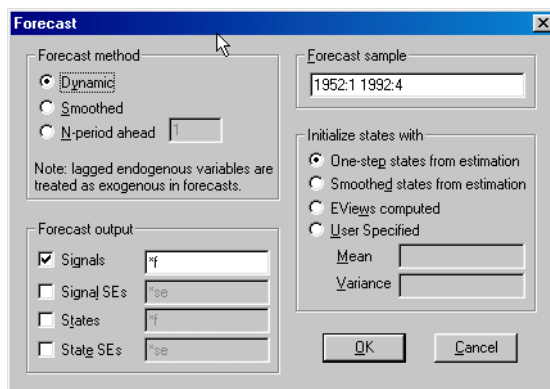 Forecast
Forecast method
Dynamic
Smoothed
N-period ahead 1
Note: lagged endogenous variables are
treated as exogenous in forecasts.
Forecast output
Signals *f
Signal SEs *se
States *f
State SEs *se
Forecast sample
1952:1 1992:4
Initialize states with
One-step states from estimation
Smoothed states from estimation
EViews computed
User Specified
Mean
Variance
OK Cancel